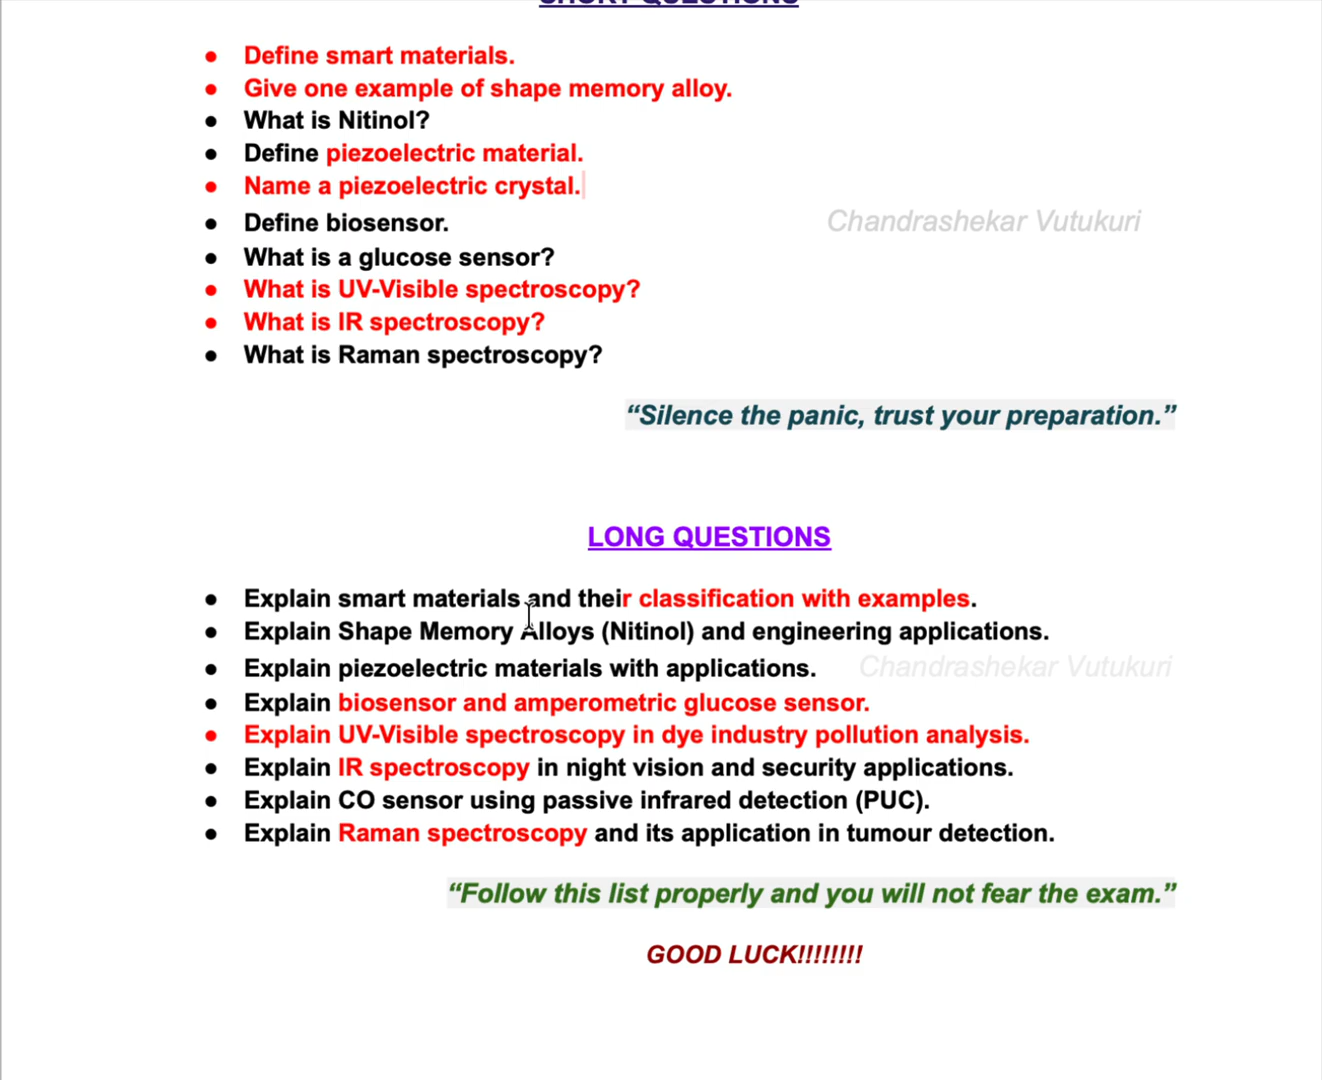 SHORT QUESTIONS
● Define smart materials.
● Give one example of shape memory alloy.
● What is Nitinol?
● Define piezoelectric material.
● Name a piezoelectric crystal.
● Define biosensor.
Chandrashekar Vutukuri
● What is a glucose sensor?
● What is UV-Visible spectroscopy?
● What is IR spectroscopy?
● What is Raman spectroscopy?
“Silence the panic, trust your preparation.”
LONG QUESTIONS
● Explain smart materials and their classification with examples.
● Explain Shape Memory Alloys (Nitinol) and engineering applications.
● Explain piezoelectric materials with applications.
Chandrashekar Vutukuri
● Explain biosensor and amperometric glucose sensor.
● Explain UV-Visible spectroscopy in dye industry pollution analysis.
● Explain IR spectroscopy in night vision and security applications.
● Explain CO sensor using passive infrared detection (PUC).
● Explain Raman spectroscopy and its application in tumour detection.
“Follow this list properly and you will not fear the exam.”
GOOD LUCK!!!!!!!!